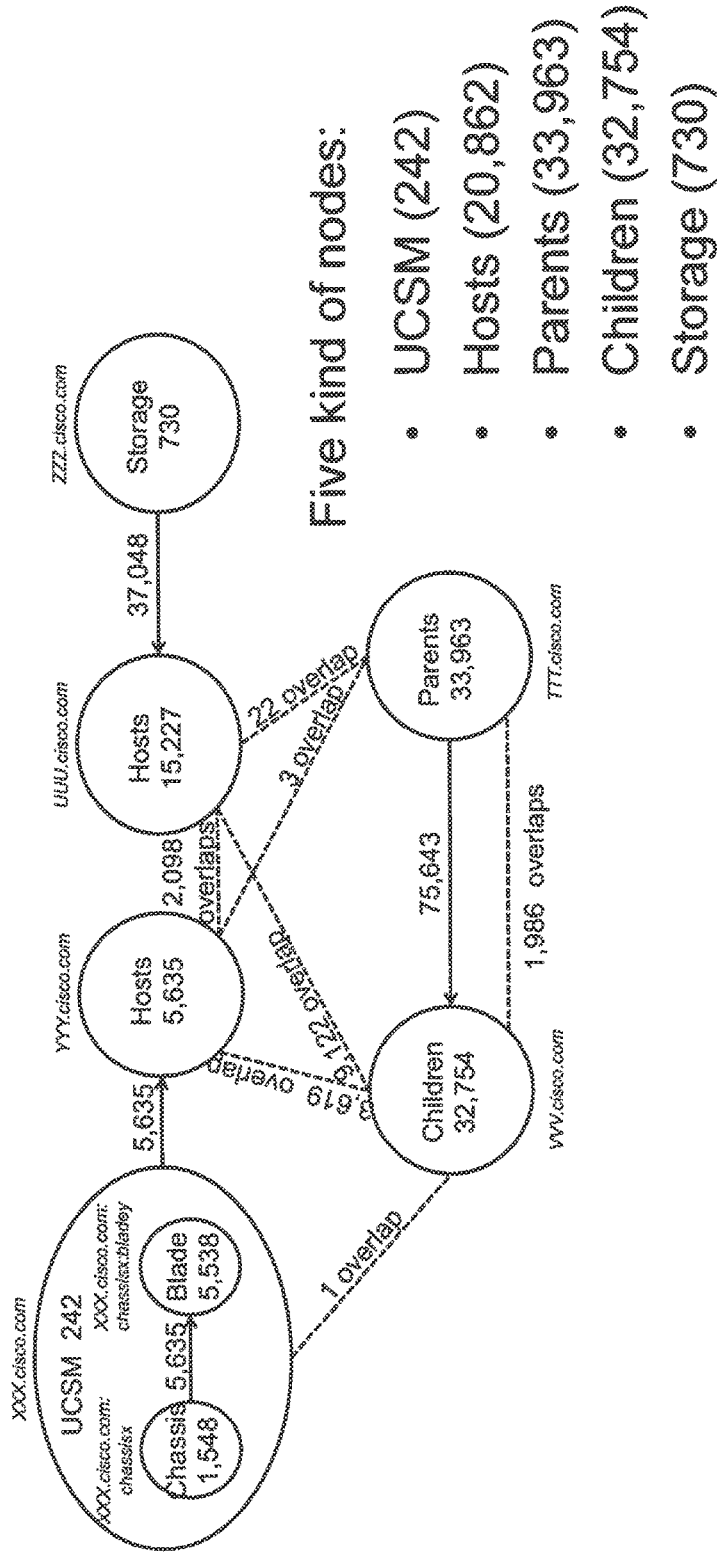 XXX.cisco.com
UCSM 242
XXX.cisco.com:
chassisx
Chassis
1,548
5,635
XXX.cisco.com:
chassisx:bladey
Blade
5,538
5,635
YYY.cisco.com
Hosts
5,635
2,098
overlaps
UUU.cisco.com
Hosts
15,227
37,048
ZZZ.cisco.com
Storage
730
1 overlap
3,619 overlap
overlap
3 overlap
22 overlap
Children
32,754
VVV.cisco.com
75,643
1,986 overlaps
Parents
33,963
TTT.cisco.com
Five kind of nodes:
• UCSM (242)
• Hosts (20,862)
• Parents (33,963)
• Children (32,754)
• Storage (730)